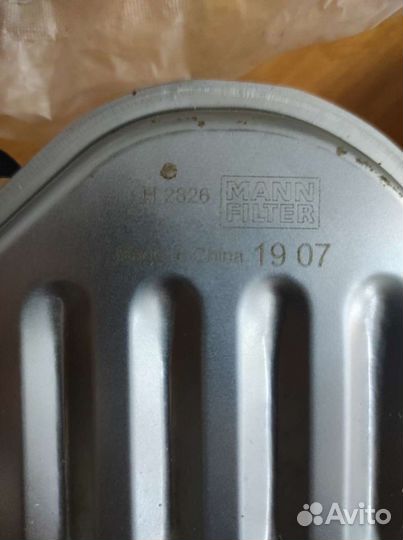 H 2826
MANN
FILTER
Made in China 19 07
Avito